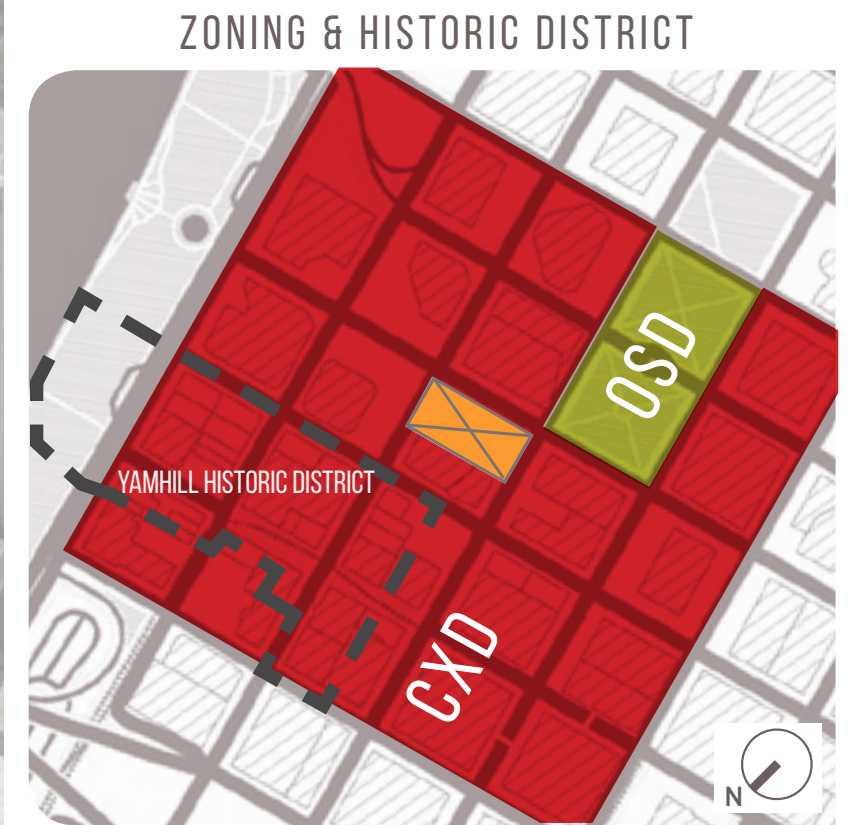 ZONING & HISTORIC DISTRICT
OSD
YAMHILL HISTORIC DISTRICT
CXD
N